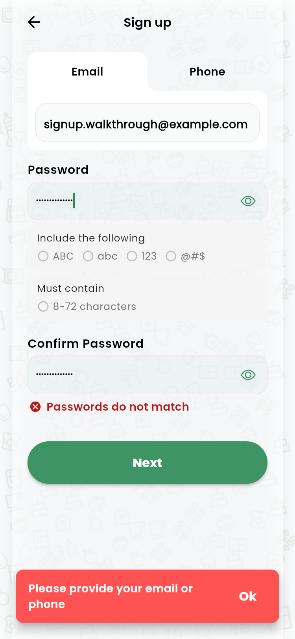 Sign up
Email
Phone
signup.walkthrough@example.com
Password
Include the following
ABC
abc
123
@#$
Must contain
8-72 characters
Confirm Password
Passwords do not match
Next
Please provide your email or
phone
Ok